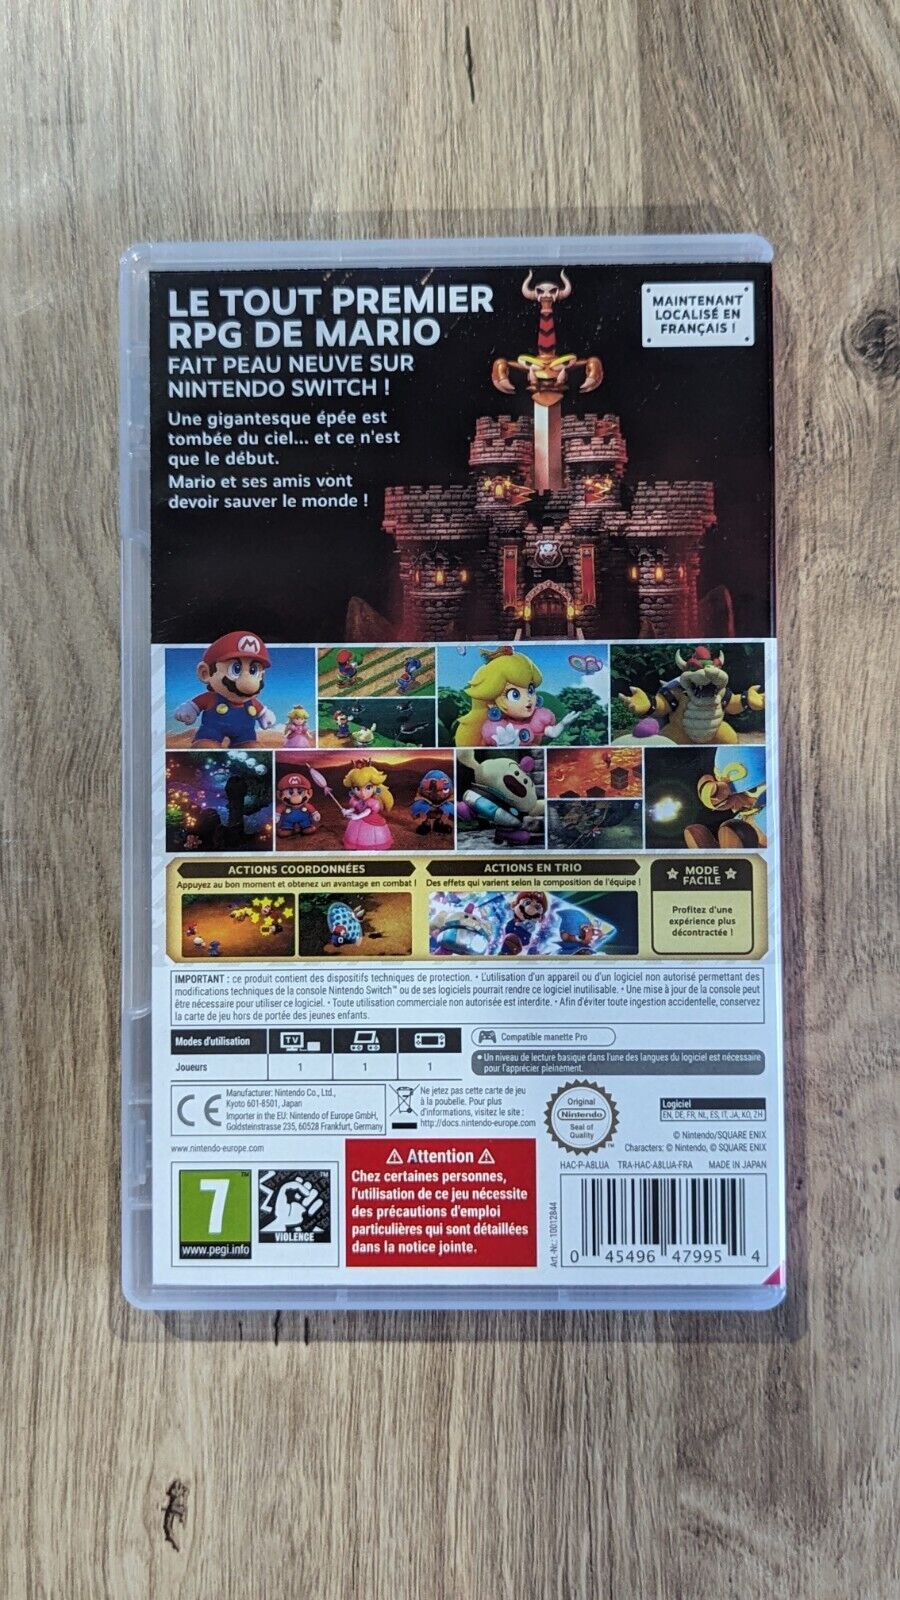 LE TOUT PREMIER
RPG DE MARIO
FAIT PEAU NEUVE SUR
NINTENDO SWITCH !
Une gigantesque épée est
tombée du ciel... et ce n'est
que le début.
Mario et ses amis vont
devoir sauver le monde !
MAINTENANT
LOCALISÉ EN
FRANÇAIS !
ACTIONS COORDONNÉES
Appuyez au bon moment et obtenez un avantage en combat !
ACTIONS EN TRIO
Des effets qui varient selon la composition de l'équipe !
MODE
FACILE
Profitez d'une
expérience plus
décontractée !
IMPORTANT : ce produit contient des dispositifs techniques de protection. • L'utilisation d'un appareil ou d'un logiciel non autorisé permettant des
modifications techniques de la console Nintendo Switch™ ou de ses logiciels pourrait rendre ce logiciel inutilisable. • Une mise à jour de la console peut
être nécessaire pour utiliser ce logiciel. • Toute utilisation commerciale non autorisée est interdite. • Afin d'éviter toute ingestion accidentelle, conservez
la carte de jeu hors de portée des jeunes enfants.
Modes d'utilisation
TV
Joueurs
1
1
1
Compatible manette Pro
• Un niveau de lecture basique dans l'une des langues du logiciel est nécessaire
pour l'apprécier pleinement.
CE
Manufacturer: Nintendo Co., Ltd.,
Kyoto 601-8501, Japan
Importer in the EU: Nintendo of Europe GmbH,
Goldsteinstrasse 235, 60528 Frankfurt, Germany
Ne jetez pas cette carte de jeu
à la poubelle. Pour plus
d'informations, visitez le site :
http://docs.nintendo-europe.com
Original
Nintendo
Seal of
Quality
TM
Logiciel
EN, DE, FR, NL, ES, IT, JA, KO, ZH
© Nintendo/SQUARE ENIX
Characters: © Nintendo, © SQUARE ENIX
www.nintendo-europe.com
HAC-P-A8LUA TRA-HAC-A8LUA-FRA MADE IN JAPAN
7
TM
www.pegi.info
TM
VIOLENCE
Attention
Chez certaines personnes,
l'utilisation de ce jeu nécessite
des précautions d'emploi
particulières qui sont détaillées
dans la notice jointe.
Art.-Nr.: 10012844
0 45496 47995 4